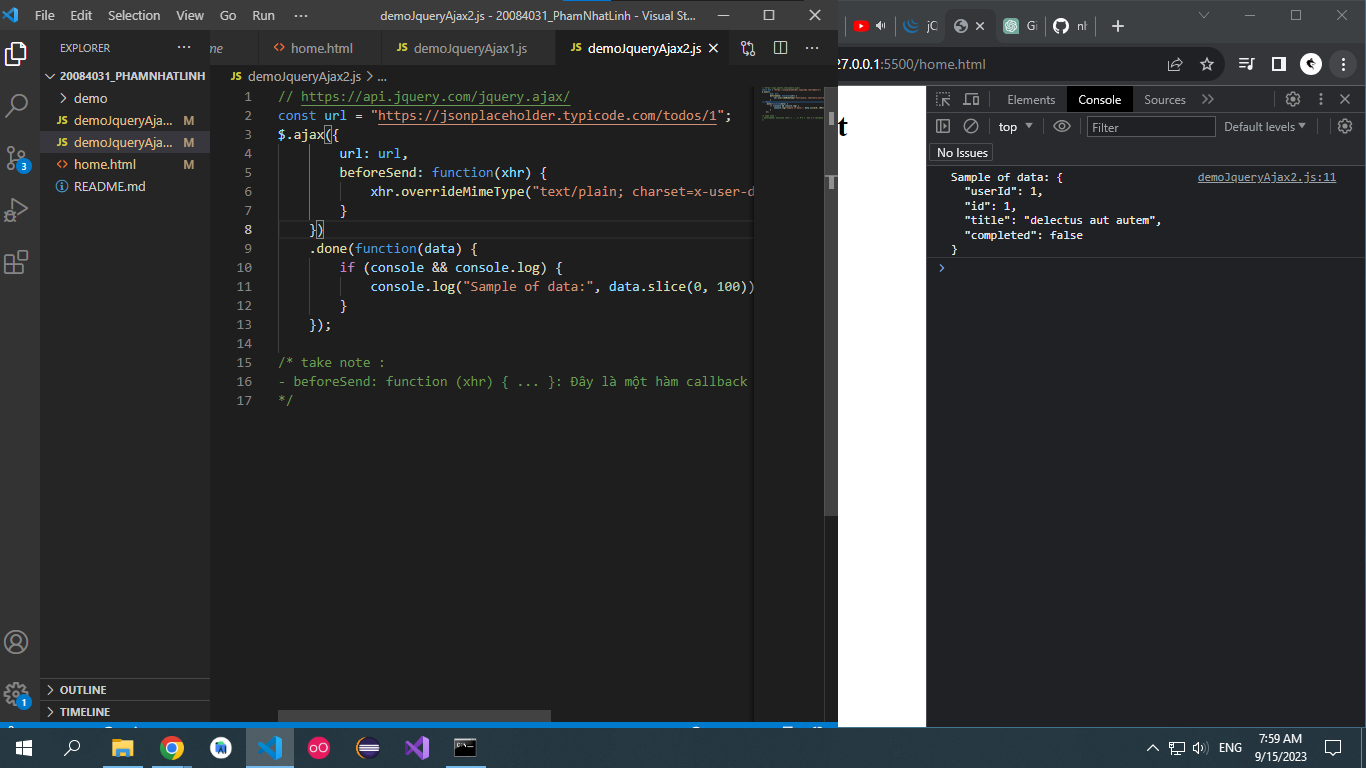 File Edit Selection View Go Run ··· demoJqueryAjax2.js - 20084031_PhamNhatLinh - Visual St...
EXPLORER ···
me home.html JS demoJqueryAjax1.js JS demoJqueryAjax2.js
20084031_PHAMNHATLINH
demo
JS demoJqueryAja... M
JS demoJqueryAja... M
home.html M
README.md
3
1
OUTLINE
TIMELINE
JS demoJqueryAjax2.js > ...
1 // https://api.jquery.com/jquery.ajax/
2 const url = "https://jsonplaceholder.typicode.com/todos/1";
3 $.ajax({
4 url: url,
5 beforeSend: function(xhr) {
6 xhr.overrideMimeType("text/plain; charset=x-user-d
7 }
8 })
9 .done(function(data) {
10 if (console && console.log) {
11 console.log("Sample of data:", data.slice(0, 100))
12 }
13 });
14
15 /* take note :
16 - beforeSend: function (xhr) { ... }: Đây là một hàm callback
17 */
jQ Gi nh
27.0.0.1:5500/home.html
t
Elements Console Sources
top Filter Default levels
No Issues
Sample of data: { demoJqueryAjax2.js:11
"userId": 1,
"id": 1,
"title": "delectus aut autem",
"completed": false
}
ENG
7:59 AM
9/15/2023